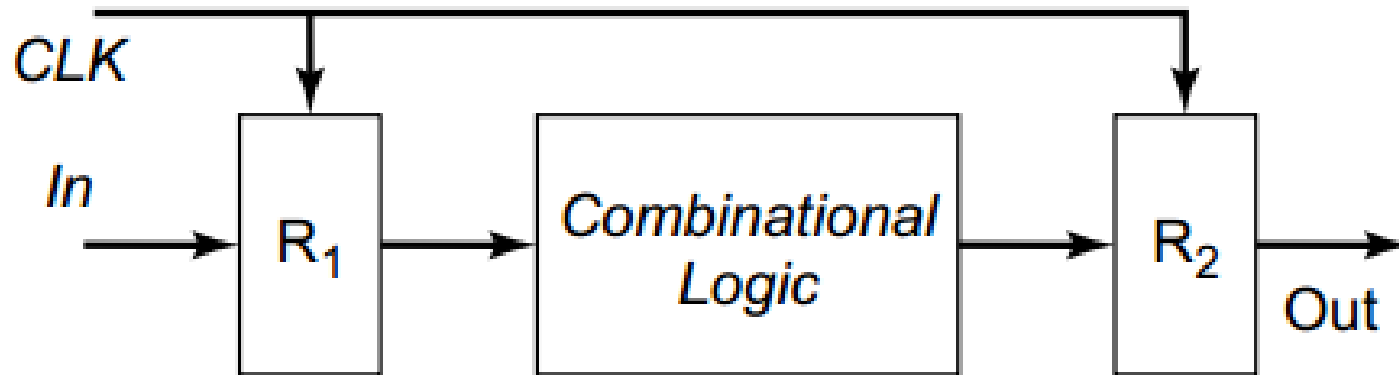 CLK
In
R₁
Combinational
Logic
R₂
Out